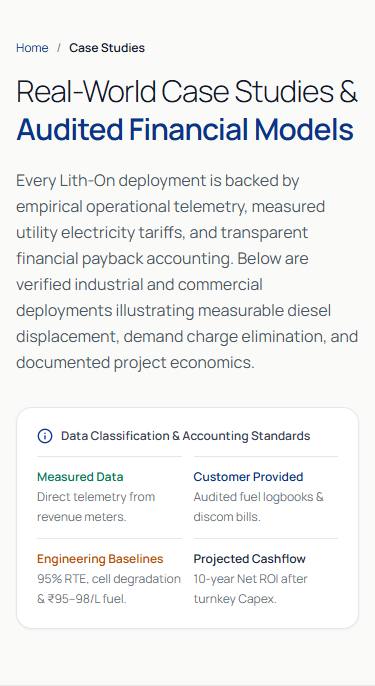 Home / Case Studies
Real-World Case Studies &
Audited Financial Models
Every Lith-On deployment is backed by
empirical operational telemetry, measured
utility electricity tariffs, and transparent
financial payback accounting. Below are
verified industrial and commercial
deployments illustrating measurable diesel
displacement, demand charge elimination, and
documented project economics.
Data Classification & Accounting Standards
Measured Data
Direct telemetry from
revenue meters.
Customer Provided
Audited fuel logbooks &
discom bills.
Engineering Baselines
95% RTE, cell degradation
& ₹95–98/L fuel.
Projected Cashflow
10-year Net ROI after
turnkey Capex.